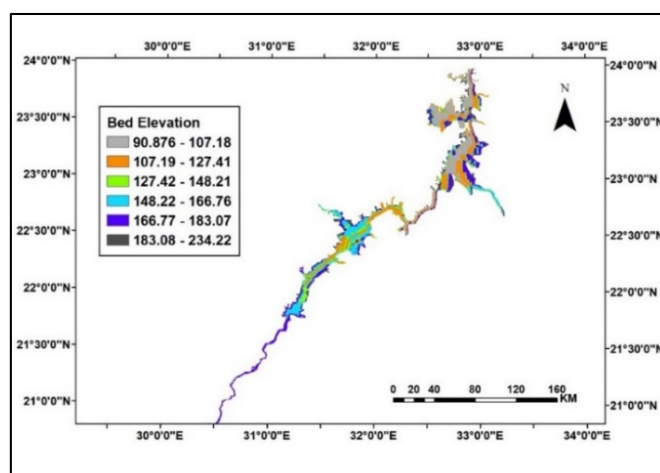 30°0'0"E 31°0'0"E 32°0'0"E 33°0'0"E 34°0'0"E
24°0'0"N 24°0'0"N
N
23°30'0"N 23°30'0"N
Bed Elevation
90.876 - 107.18
107.19 - 127.41
127.42 - 148.21
148.22 - 166.76
166.77 - 183.07
183.08 - 234.22
23°0'0"N 23°0'0"N
22°30'0"N 22°30'0"N
22°0'0"N 22°0'0"N
21°30'0"N 21°30'0"N
0 10 20 40 80 120 160
KM
21°0'0"N 21°0'0"N
30°0'0"E 31°0'0"E 32°0'0"E 33°0'0"E 34°0'0"E